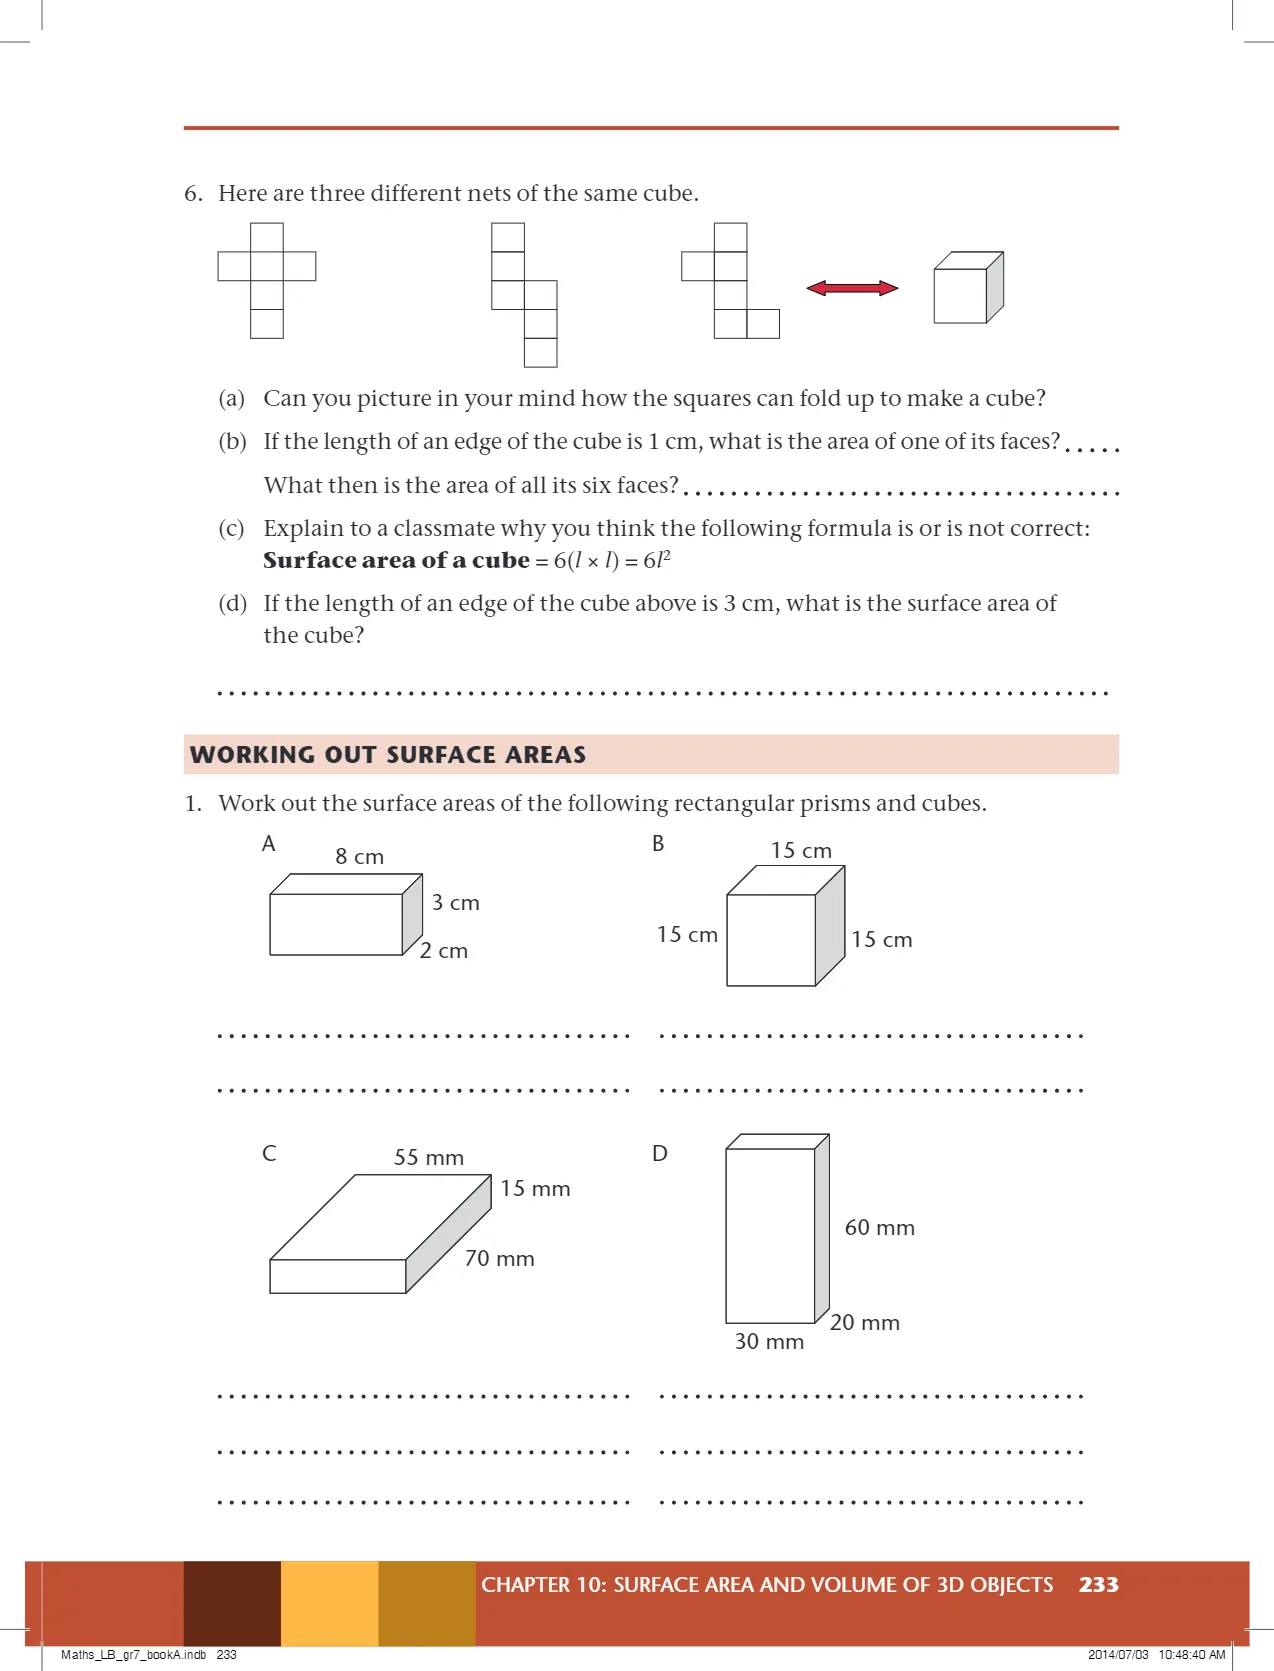 6. Here are three different nets of the same cube.
(a) Can you picture in your mind how the squares can fold up to make a cube?
(b) If the length of an edge of the cube is 1 cm, what is the area of one of its faces? . . . . .
What then is the area of all its six faces? . . . . . . . . . . . . . . . . . . . . . . . . . . . . . . . . . . . . .
(c) Explain to a classmate why you think the following formula is or is not correct:
Surface area of a cube = 6(l × l) = 6l²
(d) If the length of an edge of the cube above is 3 cm, what is the surface area of
the cube?
WORKING OUT SURFACE AREAS
1. Work out the surface areas of the following rectangular prisms and cubes.
A
8 cm
3 cm
2 cm
B
15 cm
15 cm
15 cm
C
55 mm
15 mm
70 mm
D
60 mm
20 mm
30 mm
CHAPTER 10: SURFACE AREA AND VOLUME OF 3D OBJECTS 233
Maths_LB_gr7_bookA.indb 233
2014/07/03 10:48:40 AM